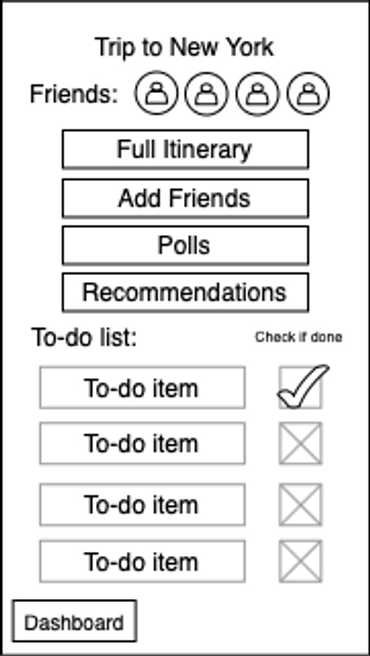 Trip to New York
Friends:
Full Itinerary
Add Friends
Polls
Recommendations
To-do list: Check if done
To-do item
To-do item
To-do item
To-do item
Dashboard